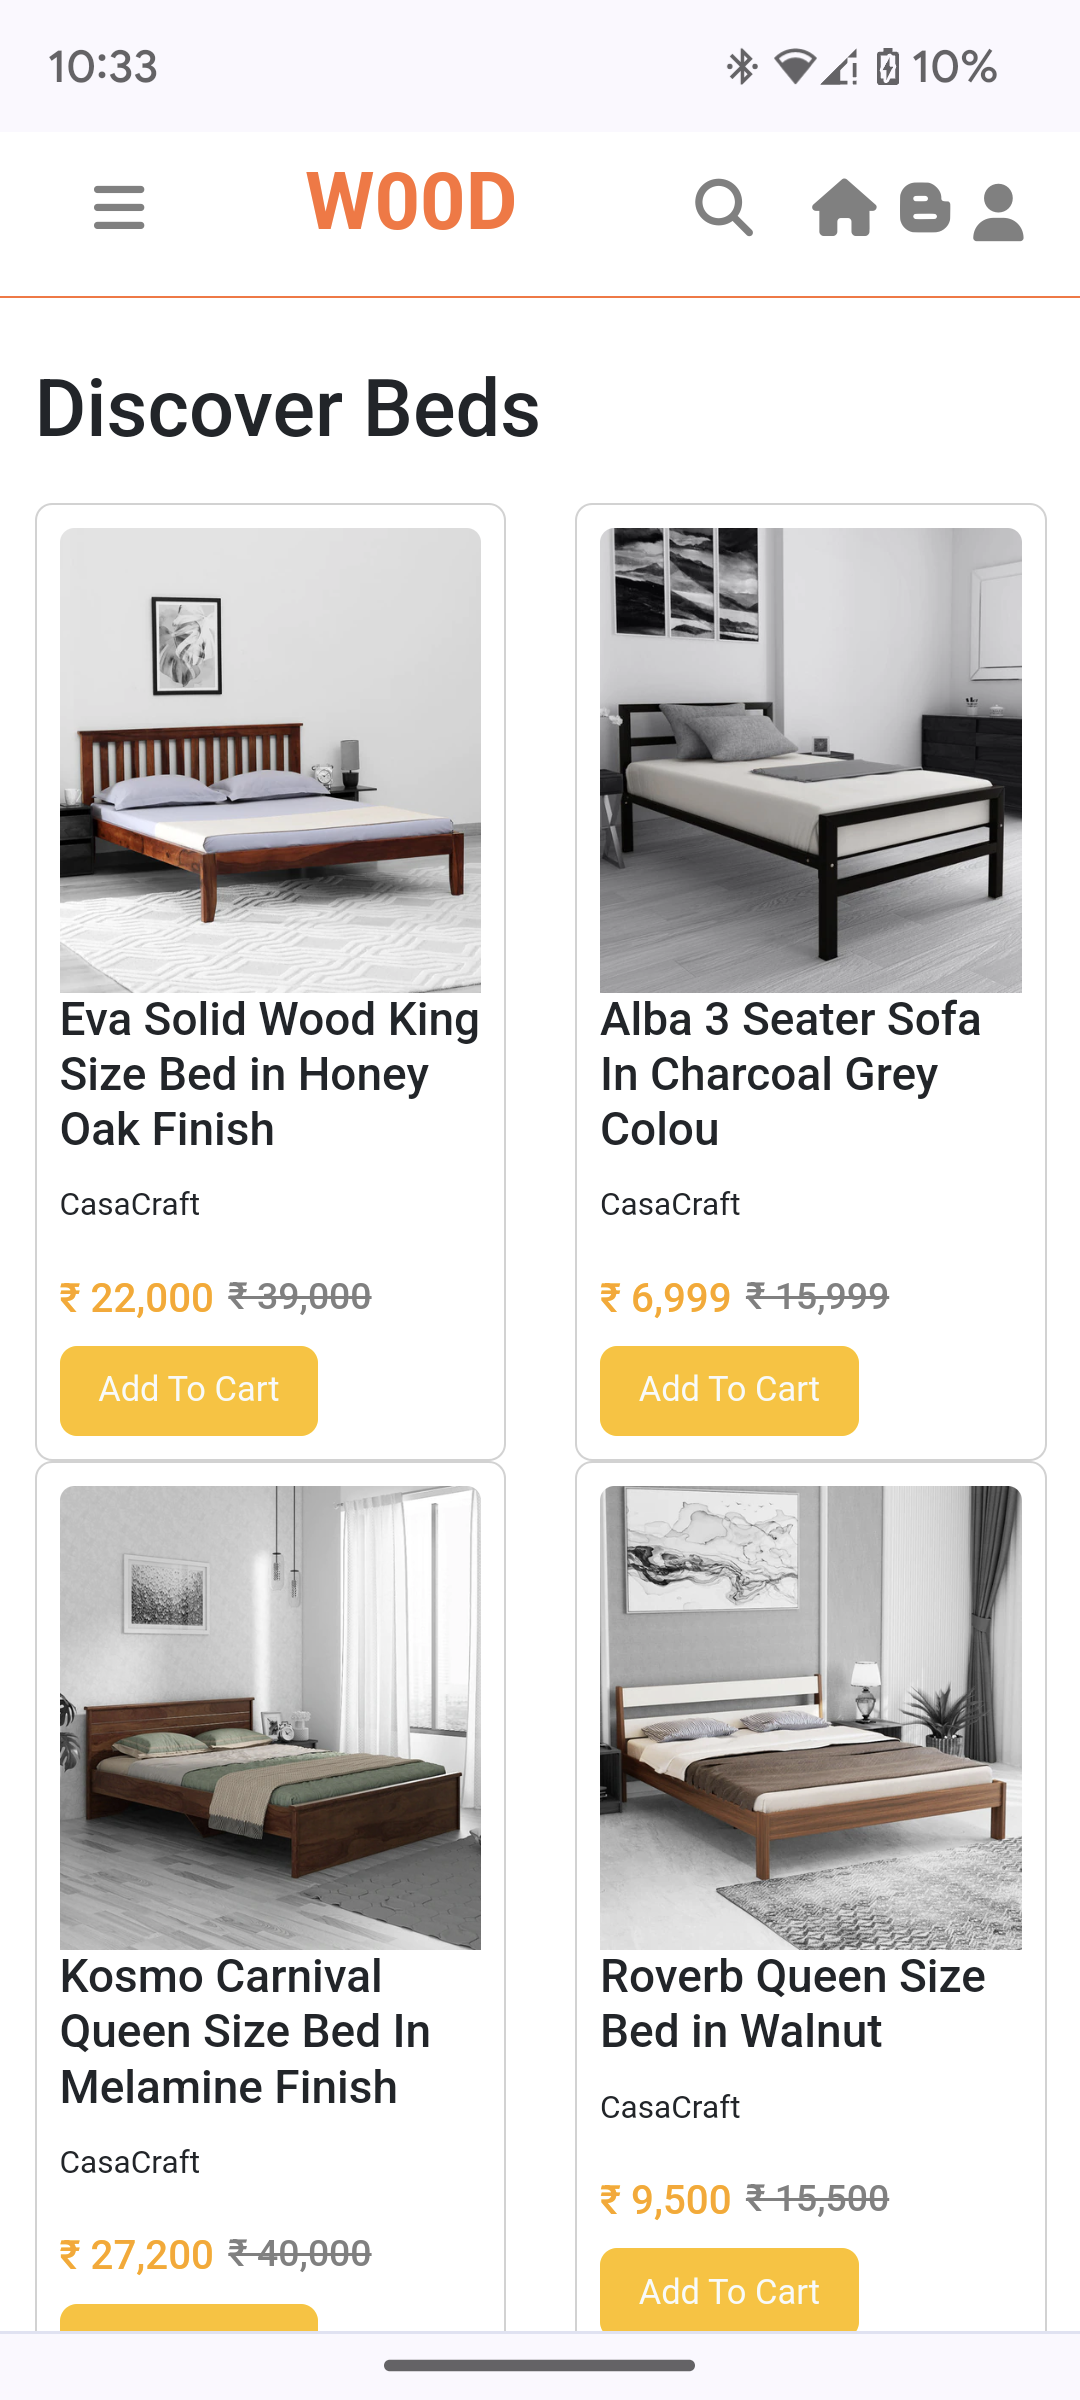 10:33
10%
WOOD
Discover Beds
Eva Solid Wood King
Size Bed in Honey
Oak Finish
CasaCraft
₹ 22,000 ₹ 39,000
Add To Cart
Alba 3 Seater Sofa
In Charcoal Grey
Colou
CasaCraft
₹ 6,999 ₹ 15,999
Add To Cart
Kosmo Carnival
Queen Size Bed In
Melamine Finish
CasaCraft
₹ 27,200 ₹ 40,000
Roverb Queen Size
Bed in Walnut
CasaCraft
₹ 9,500 ₹ 15,500
Add To Cart